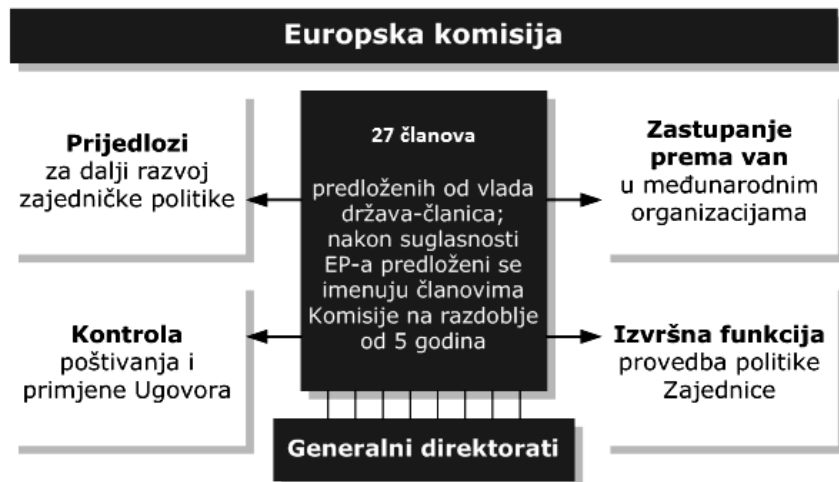 Europska komisija
Prijedlozi
za dalji razvoj
zajedničke politike
Kontrola
poštivanja i
primjene Ugovora
27 članova
predloženih od vlada
država-članica;
nakon suglasnosti
EP-a predloženi se
imenuju članovima
Komisije na razdoblje
od 5 godina
Zastupanje
prema van
u međunarodnim
organizacijama
Izvršna funkcija
provedba politike
Zajednice
Generalni direktorati